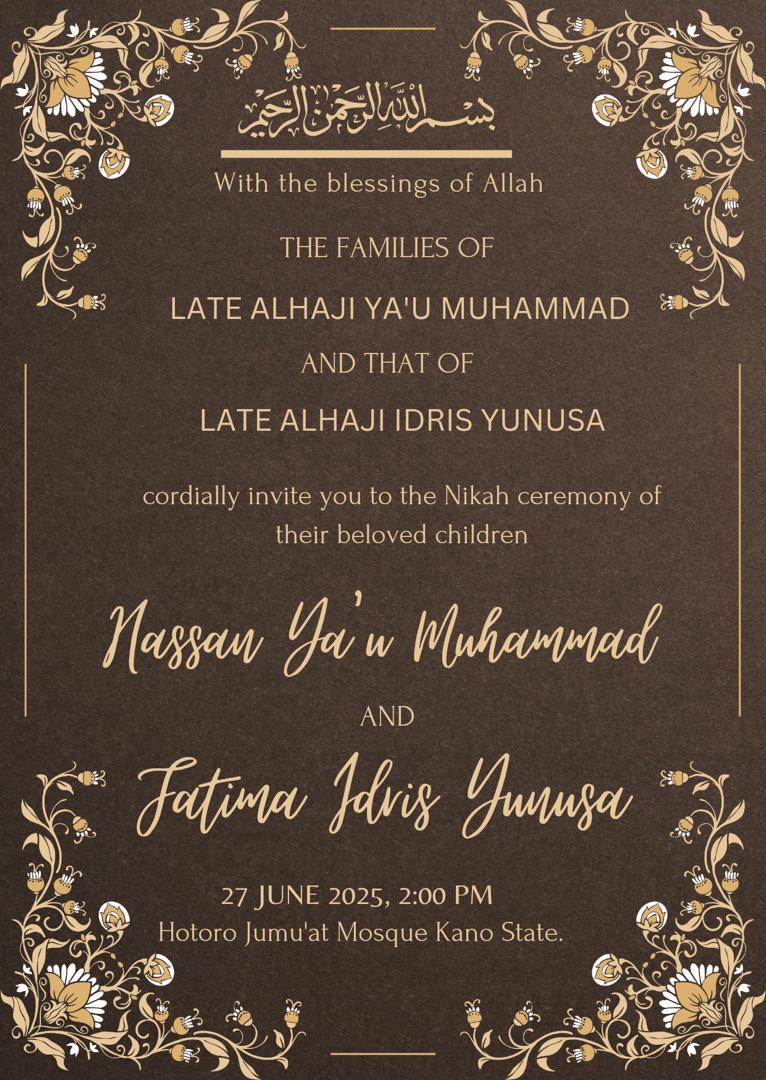 بسم الله الرحمن الرحيم
With the blessings of Allah
THE FAMILIES OF
LATE ALHAJI YA'U MUHAMMAD
AND THAT OF
LATE ALHAJI IDRIS YUNUSA
cordially invite you to the Nikah ceremony of
their beloved children
Hassan Ya'u Muhammad
AND
Fatima Idris Yunusa
27 JUNE 2025, 2:00 PM
Hotoro Jumu'at Mosque Kano State.